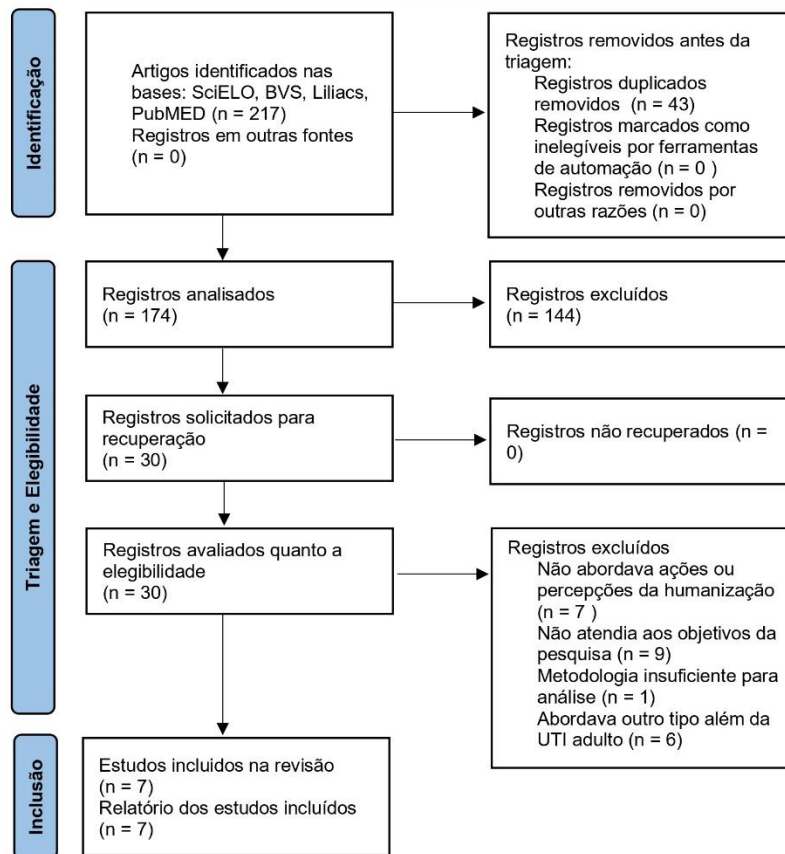 Identificação
Artigos identificados nas
bases: SciELO, BVS, Liliacs,
PubMED (n = 217)
Registros em outras fontes
(n = 0)
Registros removidos antes da
triagem:
Registros duplicados
removidos (n = 43)
Registros marcados como
inelegíveis por ferramentas
de automação (n = 0 )
Registros removidos por
outras razões (n = 0)
Triagem e Elegibilidade
Registros analisados
(n = 174)
Registros excluídos
(n = 144)
Registros solicitados para
recuperação
(n = 30)
Registros não recuperados (n =
0)
Registros avaliados quanto a
elegibilidade
(n = 30)
Registros excluídos
Não abordava ações ou
percepções da humanização
(n = 7 )
Não atendia aos objetivos da
pesquisa (n = 9)
Metodologia insuficiente para
análise (n = 1)
Abordava outro tipo além da
UTI adulto (n = 6)
Inclusão
Estudos incluidos na revisão
(n = 7)
Relatório dos estudos incluídos
(n = 7)